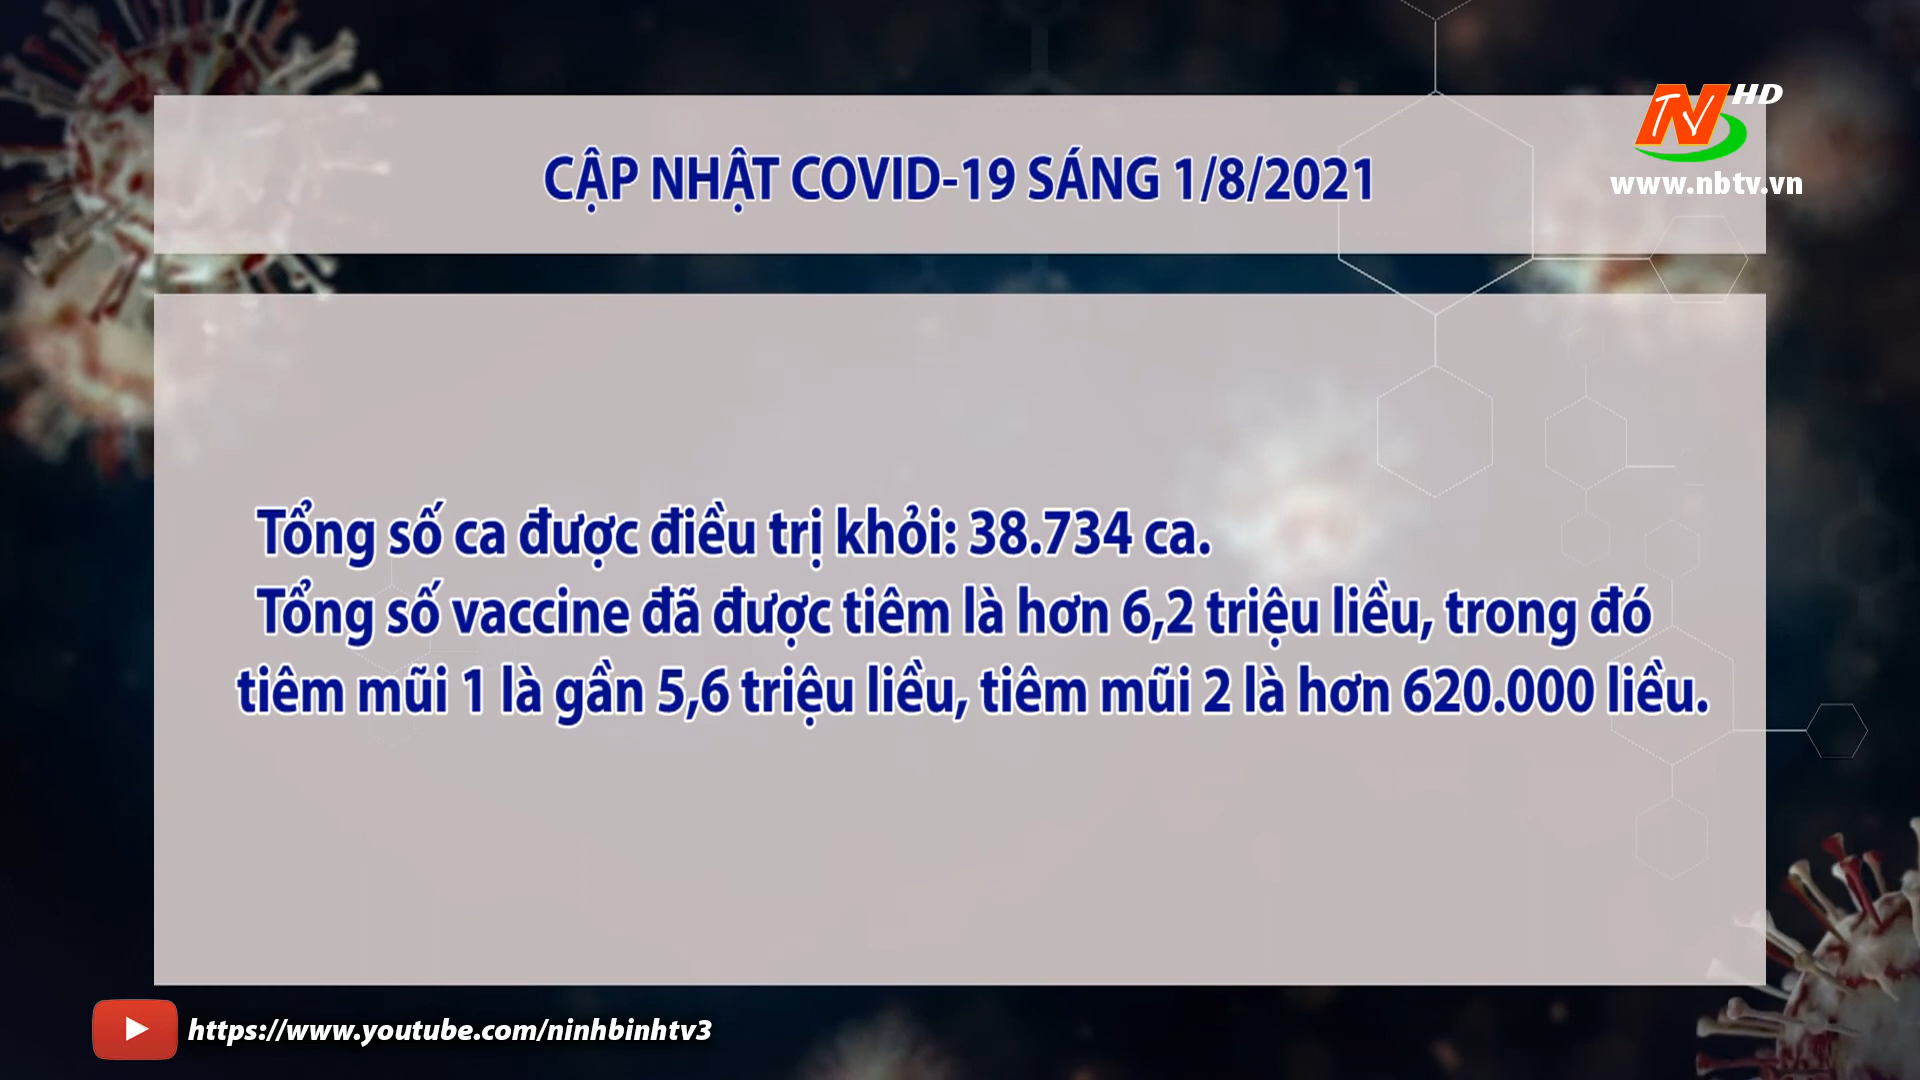 NTV HD
www.nbtv.vn
CẬP NHẬT COVID-19 SÁNG 1/8/2021
Tổng số ca được điều trị khỏi: 38.734 ca.
Tổng số vaccine đã được tiêm là hơn 6,2 triệu liều, trong đó
tiêm mũi 1 là gần 5,6 triệu liều, tiêm mũi 2 là hơn 620.000 liều.
https://www.youtube.com/ninhbinhtv3